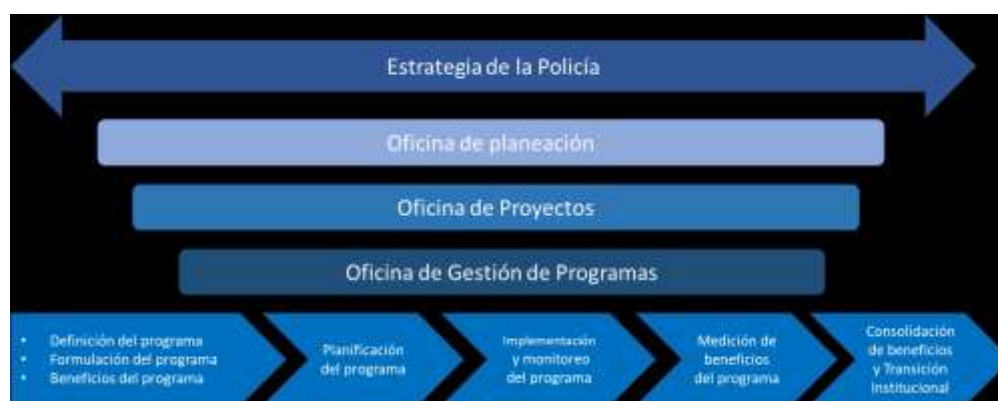 Estrategia de la Policía
Oficina de planeación
Oficina de Proyectos
Oficina de Gestión de Programas
• Definición del programa
• Formulación del programa
• Beneficios del programa
Planificación
del programa
Implementación
y monitoreo
del programa
Medición de
beneficios
del programa
Consolidación
de beneficios
y Transición
Institucional